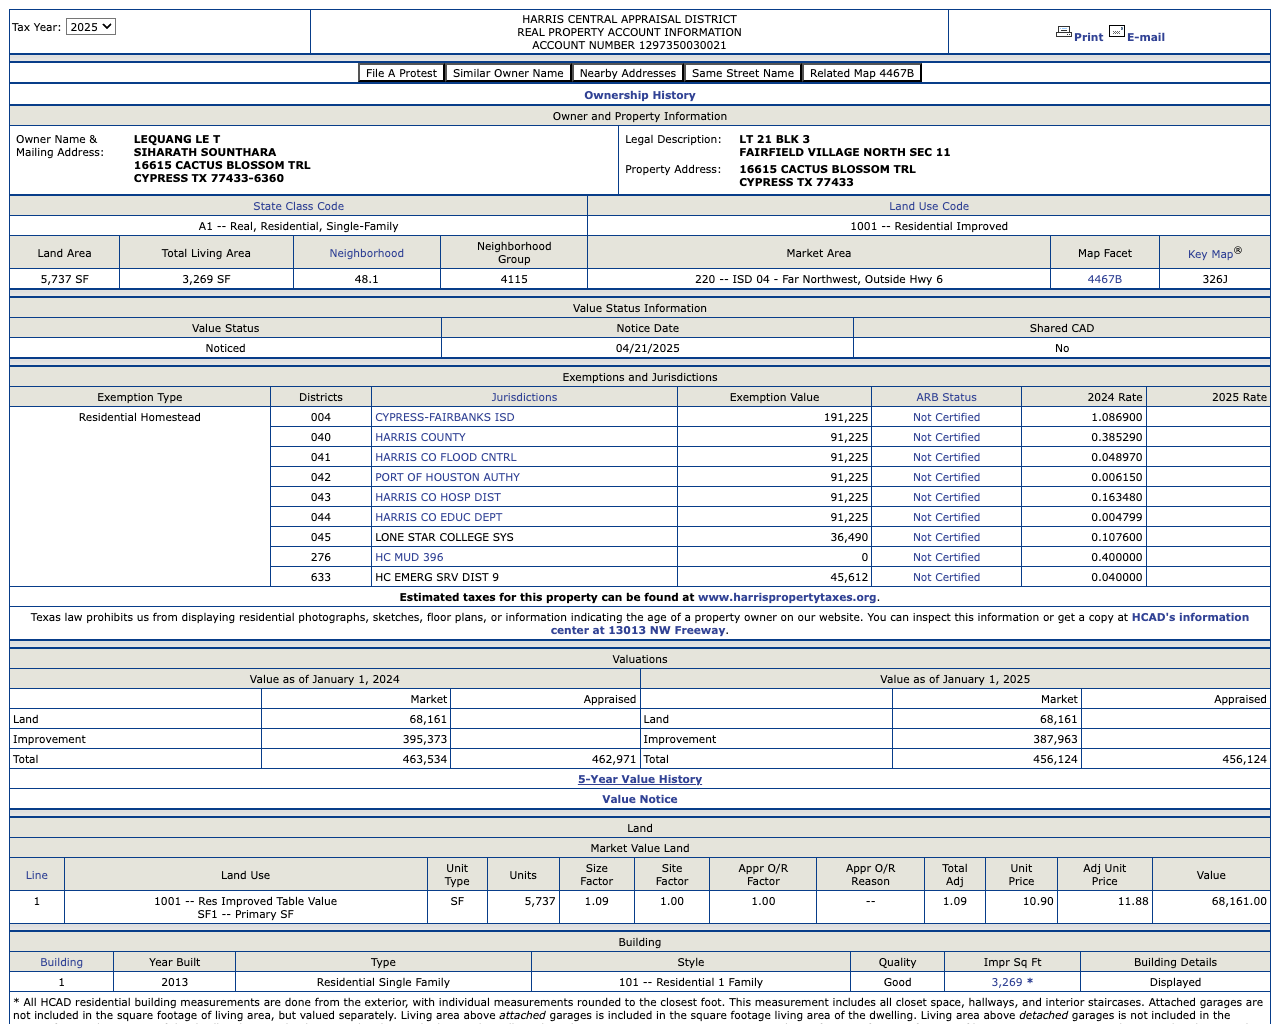 Tax Year: 2025
HARRIS CENTRAL APPRAISAL DISTRICT
REAL PROPERTY ACCOUNT INFORMATION
ACCOUNT NUMBER 1297350030021
Print E-mail
File A Protest Similar Owner Name Nearby Addresses Same Street Name Related Map 4467B
Ownership History
Owner and Property Information
Owner Name &
Mailing Address:
LEQUANG LE T
SIHARATH SOUNTHARA
16615 CACTUS BLOSSOM TRL
CYPRESS TX 77433-6360
Legal Description: LT 21 BLK 3
FAIRFIELD VILLAGE NORTH SEC 11
Property Address: 16615 CACTUS BLOSSOM TRL
CYPRESS TX 77433
State Class Code Land Use Code
A1 -- Real, Residential, Single-Family 1001 -- Residential Improved
Land Area Total Living Area Neighborhood Neighborhood Group Market Area Map Facet Key Map®
5,737 SF 3,269 SF 48.1 4115 220 -- ISD 04 - Far Northwest, Outside Hwy 6 4467B 326J
Value Status Information
Value Status Notice Date Shared CAD
Noticed 04/21/2025 No
Exemptions and Jurisdictions
Exemption Type Districts Jurisdictions Exemption Value ARB Status 2024 Rate 2025 Rate
Residential Homestead 004 CYPRESS-FAIRBANKS ISD 191,225 Not Certified 1.086900
040 HARRIS COUNTY 91,225 Not Certified 0.385290
041 HARRIS CO FLOOD CNTRL 91,225 Not Certified 0.048970
042 PORT OF HOUSTON AUTHY 91,225 Not Certified 0.006150
043 HARRIS CO HOSP DIST 91,225 Not Certified 0.163480
044 HARRIS CO EDUC DEPT 91,225 Not Certified 0.004799
045 LONE STAR COLLEGE SYS 36,490 Not Certified 0.107600
276 HC MUD 396 0 Not Certified 0.400000
633 HC EMERG SRV DIST 9 45,612 Not Certified 0.040000
Estimated taxes for this property can be found at www.harrispropertytaxes.org.
Texas law prohibits us from displaying residential photographs, sketches, floor plans, or information indicating the age of a property owner on our website. You can inspect this information or get a copy at HCAD's information
center at 13013 NW Freeway.
Valuations
Value as of January 1, 2024 Value as of January 1, 2025
Market Appraised Market Appraised
Land 68,161 Land 68,161
Improvement 395,373 Improvement 387,963
Total 463,534 462,971 Total 456,124 456,124
5-Year Value History
Value Notice
Land
Market Value Land
Line Land Use Unit Type Units Size Factor Site Factor Appr O/R Factor Appr O/R Reason Total Adj Unit Price Adj Unit Price Value
1 1001 -- Res Improved Table Value SF 5,737 1.09 1.00 1.00 -- 1.09 10.90 11.88 68,161.00
SF1 -- Primary SF
Building
Building Year Built Type Style Quality Impr Sq Ft Building Details
1 2013 Residential Single Family 101 -- Residential 1 Family Good 3,269 * Displayed
* All HCAD residential building measurements are done from the exterior, with individual measurements rounded to the closest foot. This measurement includes all closet space, hallways, and interior staircases. Attached garages are
not included in the square footage of living area, but valued separately. Living area above attached garages is included in the square footage living area of the dwelling. Living area above detached garages is not included in the